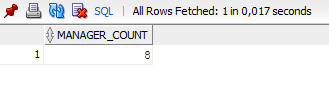 SQL | All Rows Fetched: 1 in 0,017 seconds
MANAGER_COUNT
1 8